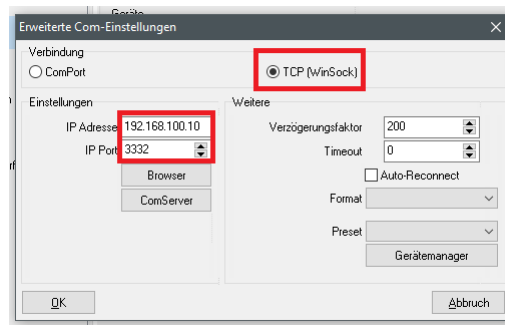 Geräte
Erweiterte Com-Einstellungen
Verbindung
ComPort
TCP (WinSock)
Einstellungen
IP Adresse 192.168.100.10
IP Port 3332
Browser
ComServer
Weitere
Verzögerungsfaktor 200
Timeout 0
Auto-Reconnect
Format
Preset
Gerätemanager
OK
Abbruch